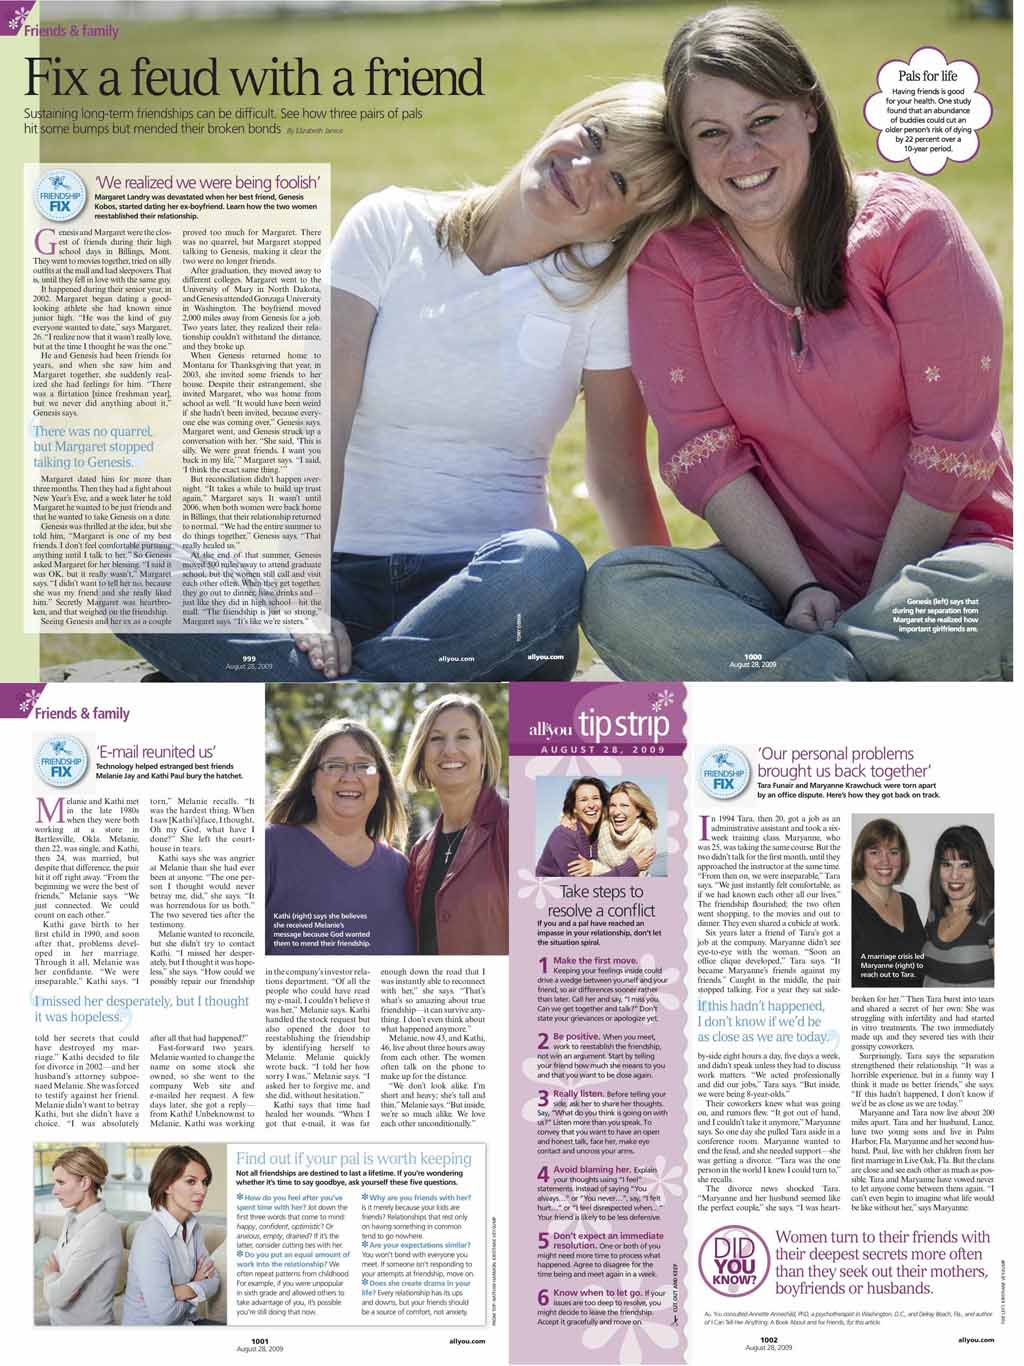 Friends & family
Fix a feud with a friend
Sustaining long-term friendships can be difficult. See how three pairs of pals
hit some bumps but mended their broken bonds By Elizabeth Jamrus
Pals for life
Having friends is good
for your health. One study
found that an abundance
of buddies could cut an
older person's risk of dying
by 22 percent over a
10-year period.
FRIENDSHIP
FIX
'We realized we were being foolish'
Margaret Landry was devastated when her best friend, Genesis
Kobos, started dating her ex-boyfriend. Learn how the two women
reestablished their relationship.
Genesis and Margaret were the clos-
est of friends during their high
school days in Billings, Mont.
They went to movies together, tried on silly
outfits at the mall and had sleepovers. That
is, until they fell in love with the same guy.
It happened during their senior year, in
2002. Margaret began dating a good-
looking athlete she had known since
junior high. "He was the kind of guy
everyone wanted to date," says Margaret,
26. "I realize now that it wasn't really love,
but at the time I thought he was the one."
He and Genesis had been friends for
years, and when she saw him and
Margaret together, she suddenly real-
ized she had feelings for him. "There
was a flirtation [since freshman year],
but we never did anything about it,"
Genesis says.
There was no quarrel,
but Margaret stopped
talking to Genesis.
Margaret dated him for more than
three months. Then they had a fight about
New Year's Eve, and a week later he told
Margaret he wanted to be just friends and
that he wanted to take Genesis on a date.
Genesis was thrilled at the idea, but she
told him, "Margaret is one of my best
friends. I don't feel comfortable pursuing
anything until I talk to her." So Genesis
asked Margaret for her blessing. "I said it
was OK, but it really wasn't," Margaret
says. "I didn't want to tell her no, because
she was my friend and she really liked
him." Secretly Margaret was heartbro-
ken, and that weighed on the friendship.
Seeing Genesis and her ex as a couple
proved too much for Margaret. There
was no quarrel, but Margaret stopped
talking to Genesis, making it clear the
two were no longer friends.
After graduation, they moved away to
different colleges. Margaret went to the
University of Mary in North Dakota,
and Genesis attended Gonzaga University
in Washington. The boyfriend moved
2,000 miles away from Genesis for a job.
Two years later, they realized their rela-
tionship couldn't withstand the distance,
and they broke up.
When Genesis returned home to
Montana for Thanksgiving that year, in
2003, she invited some friends to her
house. Despite their estrangement, she
invited Margaret, who was home from
school as well. "It would have been weird
if she hadn't been invited, because every-
one else was coming over," Genesis says.
Margaret went, and Genesis struck up a
conversation with her. "She said, 'This is
silly. We were great friends. I want you
back in my life,'" Margaret says. "I said,
'I think the exact same thing.'"
But reconciliation didn't happen over-
night. "It takes a while to build up trust
again," Margaret says. It wasn't until
2006, when both women were back home
in Billings, that their relationship returned
to normal. "We had the entire summer to
do things together," Genesis says. "That
really healed us."
At the end of that summer, Genesis
moved 500 miles away to attend graduate
school, but the women still call and visit
each other often. When they get together,
they go out to dinner, have drinks and—
just like they did in high school—hit the
mall. "The friendship is just so strong,"
Margaret says. "It's like we're sisters."
Genesis (left) says that
during her separation from
Margaret she realized how
important girlfriends are.
999
August 28, 2009
allyou.com
allyou.com
1000
August 28, 2009
Friends & family
FRIENDSHIP
FIX
'E-mail reunited us'
Technology helped estranged best friends
Melanie Jay and Kathi Paul bury the hatchet.
Melanie and Kathi met
in the late 1980s
when they were both
working at a store in
Bartlesville, Okla. Melanie,
then 22, was single, and Kathi,
then 24, was married, but
despite that difference, the pair
hit it off right away. "From the
beginning we were the best of
friends," Melanie says. "We
just connected. We could
count on each other."
Kathi gave birth to her
first child in 1990, and soon
after that, problems devel-
oped in her marriage.
Through it all, Melanie was
her confidante. "We were
inseparable," Kathi says. "I
torn," Melanie recalls. "It
was the hardest thing. When
I saw [Kathi's] face, I thought,
Oh my God, what have I
done?" She left the court-
house in tears.
Kathi says she was angrier
at Melanie than she had ever
been at anyone. "The one per-
son I thought would never
betray me, did," she says. "It
was horrendous for us both."
The two severed ties after the
testimony.
Melanie wanted to reconcile,
but she didn't try to contact
Kathi. "I missed her desper-
ately, but I thought it was hope-
less," she says. "How could we
possibly repair our friendship
Kathi (right) says she believes
she received Melanie's
message because God wanted
them to mend their friendship.
I missed her desperately, but I thought
it was hopeless.
told her secrets that could
have destroyed my mar-
riage." Kathi decided to file
for divorce in 2002—and her
husband's attorney subpoe-
naed Melanie. She was forced
to testify against her friend.
Melanie didn't want to betray
Kathi, but she didn't have a
choice. "I was absolutely
after all that had happened?"
Fast-forward two years.
Melanie wanted to change the
name on some stock she
owned, so she went to the
company Web site and
e-mailed her request. A few
days later, she got a reply—
from Kathi! Unbeknownst to
Melanie, Kathi was working
in the company's investor rela-
tions department. "Of all the
people who could have read
my e-mail, I couldn't believe it
was her," Melanie says. Kathi
handled the stock request but
also opened the door to
reestablishing the friendship
by identifying herself to
Melanie. Melanie quickly
wrote back. "I told her how
sorry I was," Melanie says. "I
asked her to forgive me, and
she did, without hesitation."
Kathi says that time had
healed her wounds. "When I
got that e-mail, it was far
enough down the road that I
was instantly able to reconnect
with her," she says. "That's
what's so amazing about true
friendship—it can survive any-
thing. I don't even think about
what happened anymore."
Melanie, now 43, and Kathi,
46, live about three hours away
from each other. The women
often talk on the phone to
make up for the distance.
"We don't look alike. I'm
short and heavy; she's tall and
thin," Melanie says. "But inside,
we're so much alike. We love
each other unconditionally."
Find out if your pal is worth keeping
Not all friendships are destined to last a lifetime. If you're wondering
whether it's time to say goodbye, ask yourself these five questions.
How do you feel after you've
spent time with her? Jot down the
first three words that come to mind:
happy, confident, optimistic? Or
anxious, empty, drained? If it's the
latter, consider cutting ties with her.
Do you put an equal amount of
work into the relationship? We
often repeat patterns from childhood.
For example, if you were unpopular
in sixth grade and allowed others to
take advantage of you, it's possible
you're still doing that now.
Why are you friends with her?
Is it merely because your kids are
friends? Relationships that rely only
on having something in common
tend to go nowhere.
Are your expectations similar?
You won't bond with everyone you
meet. If someone isn't responding to
your attempts at friendship, move on.
Does she create drama in your
life? Every relationship has its ups
and downs, but your friends should
be a source of comfort, not anxiety.
1001
August 28, 2009
allyou.com
all you tip strip
AUGUST 28, 2009
Take steps to
resolve a conflict
If you and a pal have reached an
impasse in your relationship, don't let
the situation spiral.
1 Make the first move.
Keeping your feelings inside could
drive a wedge between yourself and your
friend, so air differences sooner rather
than later. Call her and say, "I miss you.
Can we get together and talk?" Don't
state your grievances or apologize yet.
2 Be positive. When you meet,
work to reestablish the friendship,
not win an argument. Start by telling
your friend how much she means to you
and that you want to be close again.
3 Really listen. Before telling your
side, ask her to share her thoughts.
Say, "What do you think is going on with
us?" Listen more than you speak. To
convey that you want to have an open
and honest talk, face her, make eye
contact and uncross your arms.
4 Avoid blaming her. Explain
your thoughts using "I feel"
statements. Instead of saying "You
always..." or "You never...", say, "I felt
hurt..." or "I feel disrespected when..."
Your friend is likely to be less defensive.
5 Don't expect an immediate
resolution. One or both of you
might need more time to process what
happened. Agree to disagree for the
time being and meet again in a week.
6 Know when to let go. If your
issues are too deep to resolve, you
might decide to leave the friendship.
Accept it gracefully and move on.
CUT OUT AND KEEP
FRIENDSHIP
FIX
'Our personal problems
brought us back together'
Tara Funair and Maryanne Krawchuck were torn apart
by an office dispute. Here's how they got back on track.
In 1994 Tara, then 20, got a job as an
administrative assistant and took a six-
week training class. Maryanne, who
was 25, was taking the same course. But the
two didn't talk for the first month, until they
approached the instructor at the same time.
"From then on, we were inseparable," Tara
says. "We just instantly felt comfortable, as
if we had known each other all our lives."
The friendship flourished; the two often
went shopping, to the movies and out to
dinner. They even shared a cubicle at work.
Six years later a friend of Tara's got a
job at the company. Maryanne didn't see
eye-to-eye with the woman. "Soon an
office clique developed," Tara says. "It
became Maryanne's friends against my
friends." Caught in the middle, the pair
stopped talking. For a year they sat side-
If this hadn't happened,
I don't know if we'd be
as close as we are today.
by-side eight hours a day, five days a week,
and didn't speak unless they had to discuss
work matters. "We acted professionally
and did our jobs," Tara says. "But inside,
we were being 8-year-olds."
Their coworkers knew what was going
on, and rumors flew. "It got out of hand,
and I couldn't take it anymore," Maryanne
says. So one day she pulled Tara aside in a
conference room. Maryanne wanted to
end the feud, and she needed support—she
was getting a divorce. "Tara was the one
person in the world I knew I could turn to,"
she recalls.
The divorce news shocked Tara.
"Maryanne and her husband seemed like
the perfect couple," she says. "I was heart-
A marriage crisis led
Maryanne (right) to
reach out to Tara.
broken for her." Then Tara burst into tears
and shared a secret of her own: She was
struggling with infertility and had started
in vitro treatments. The two immediately
made up, and they severed ties with their
gossipy coworkers.
Surprisingly, Tara says the separation
strengthened their relationship. "It was a
horrible experience, but in a funny way I
think it made us better friends," she says.
"If this hadn't happened, I don't know if
we'd be as close as we are today."
Maryanne and Tara now live about 200
miles apart. Tara and her husband, Lance,
have two young sons and live in Palm
Harbor, Fla. Maryanne and her second hus-
band, Paul, live with her children from her
first marriage in Live Oak, Fla. But the clans
are close and see each other as much as pos-
sible. Tara and Maryanne have vowed never
to let anyone come between them again. "I
can't even begin to imagine what life would
be like without her," says Maryanne.
DID
YOU
KNOW?
Women turn to their friends with
their deepest secrets more often
than they seek out their mothers,
boyfriends or husbands.
ALL YOU consulted Annette Annechild, PhD, a psychotherapist in Washington, D.C., and Delray Beach, Fla., and author
of I Can Tell Her Anything: A Book About and for Friends, for this article.
1002
August 28, 2009
allyou.com